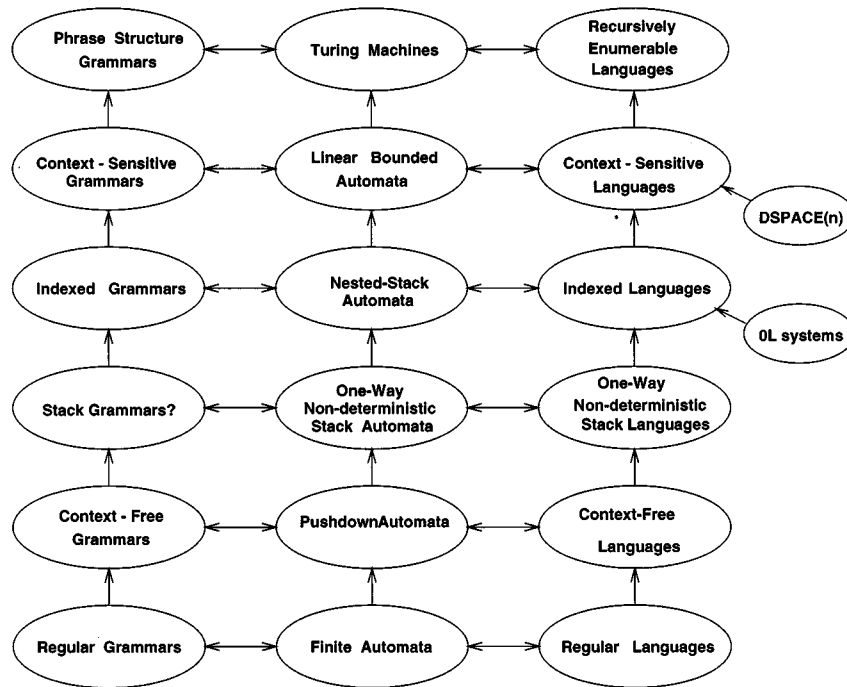 Phrase Structure
Grammars
Turing Machines
Recursively
Enumerable
Languages
Context - Sensitive
Grammars
Linear Bounded
Automata
Context - Sensitive
Languages
DSPACE(n)
Indexed Grammars
Nested-Stack
Automata
Indexed Languages
0L systems
Stack Grammars?
One-Way
Non-deterministic
Stack Automata
One-Way
Non-deterministic
Stack Languages
Context - Free
Grammars
PushdownAutomata
Context-Free
Languages
Regular Grammars
Finite Automata
Regular Languages